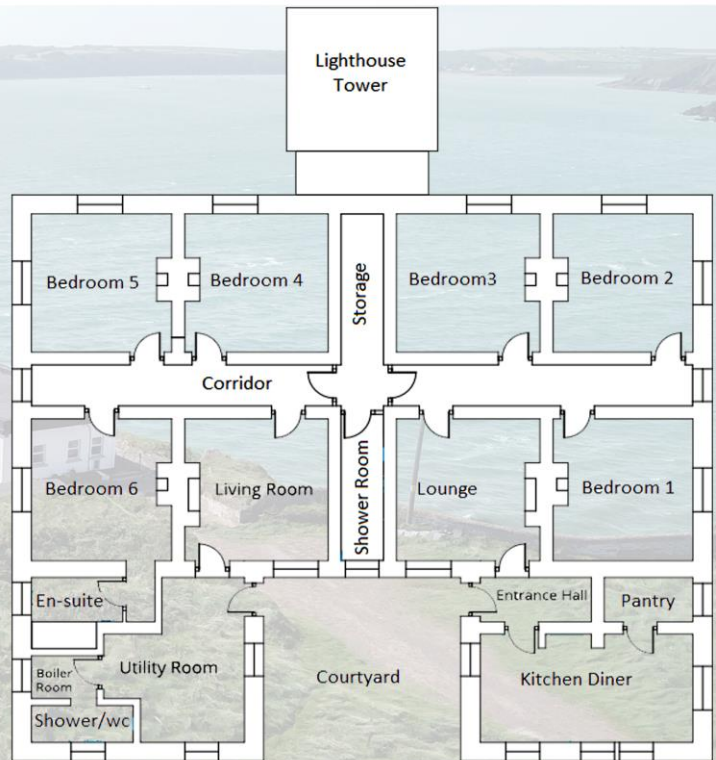 Lighthouse
Tower
Bedroom 5
Bedroom 4
Storage
Bedroom3
Bedroom 2
Corridor
Bedroom 6
Living Room
Shower Room
Lounge
Bedroom 1
En-suite
Entrance Hall
Pantry
Boiler
Room
Utility Room
Courtyard
Kitchen Diner
Shower/wc